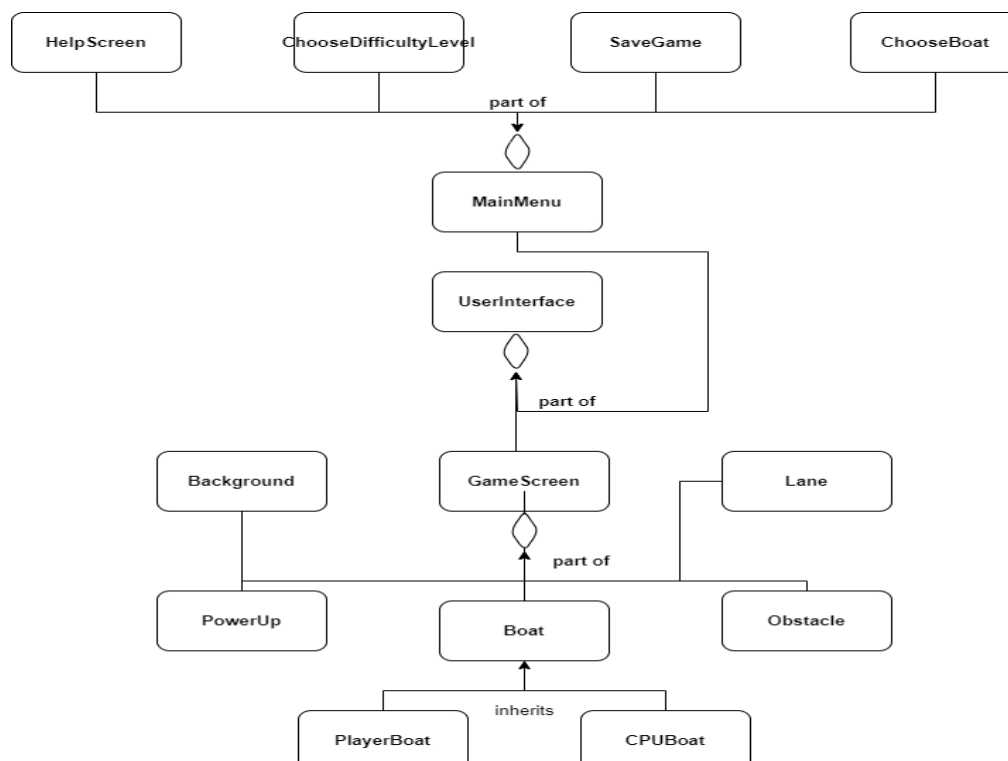 HelpScreen
ChooseDifficultyLevel
SaveGame
ChooseBoat
part of
MainMenu
UserInterface
part of
Background
GameScreen
Lane
part of
PowerUp
Boat
Obstacle
inherits
PlayerBoat
CPUBoat